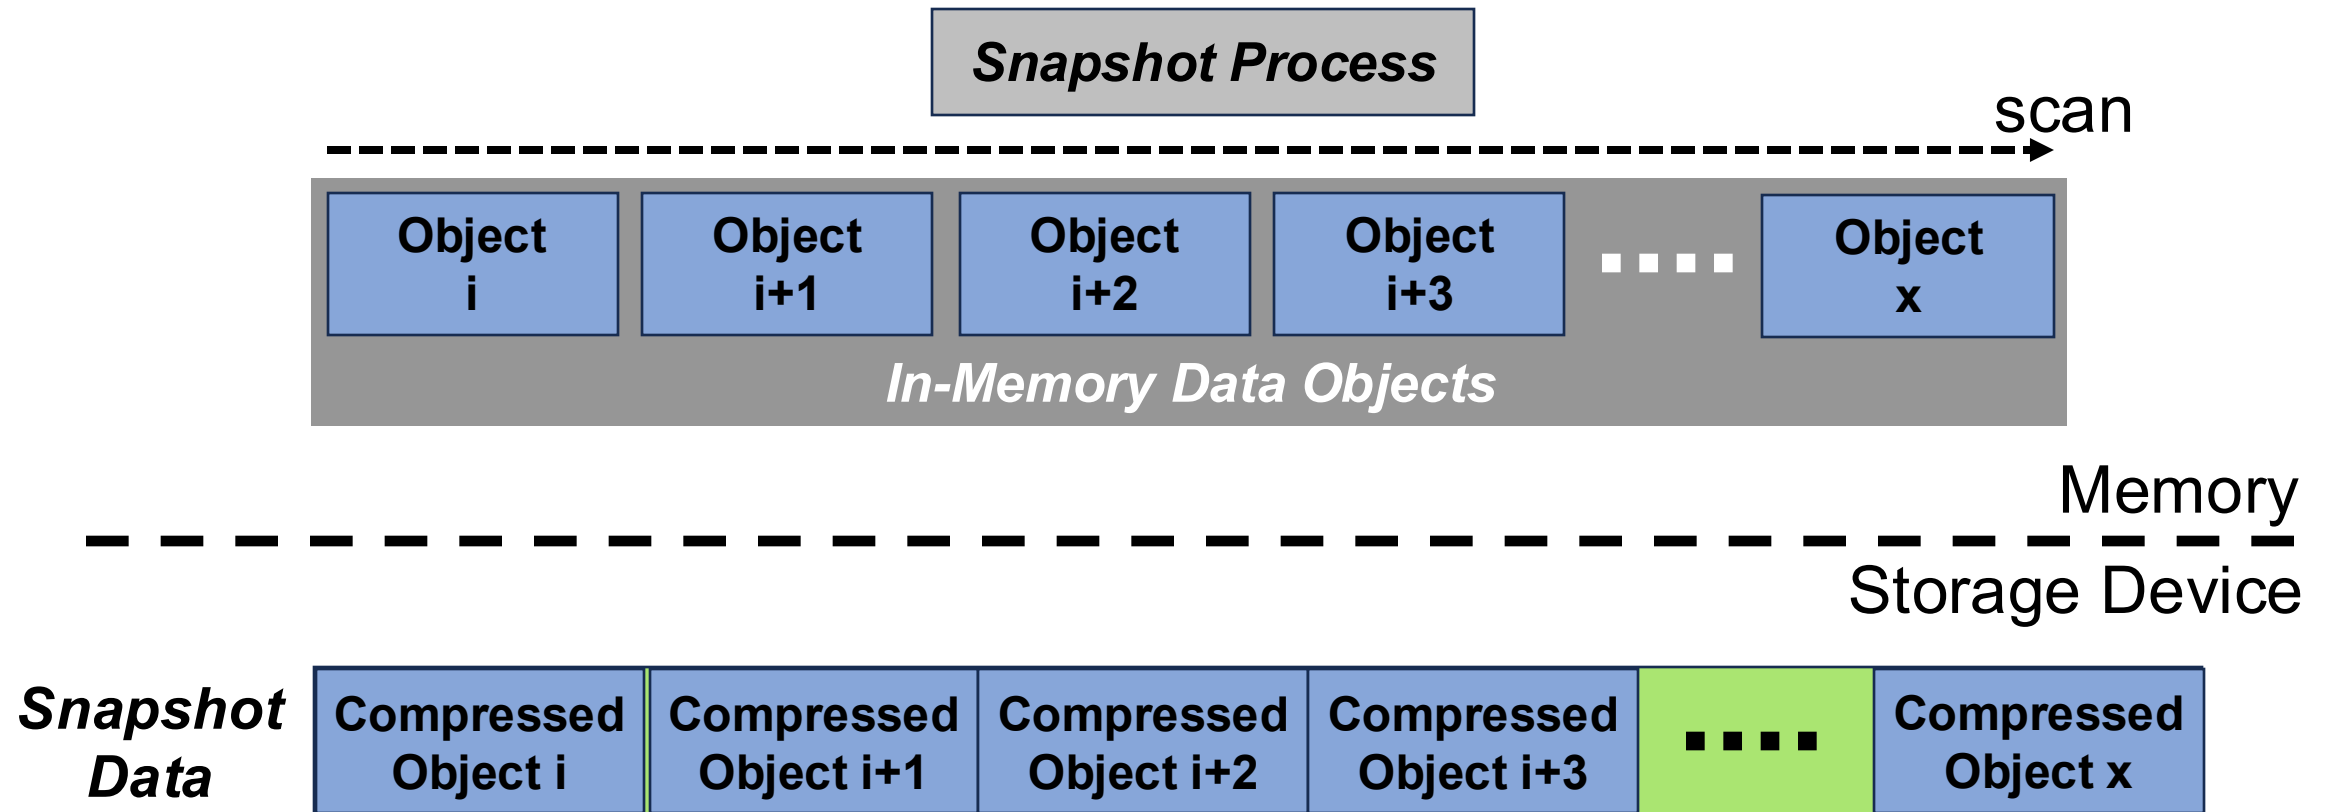 Snapshot Process
scan
Object
i
Object
i+1
Object
i+2
Object
i+3
Object
x
In-Memory Data Objects
Memory
Storage Device
Snapshot
Data
Compressed
Object i
Compressed
Object i+1
Compressed
Object i+2
Compressed
Object i+3
Compressed
Object x